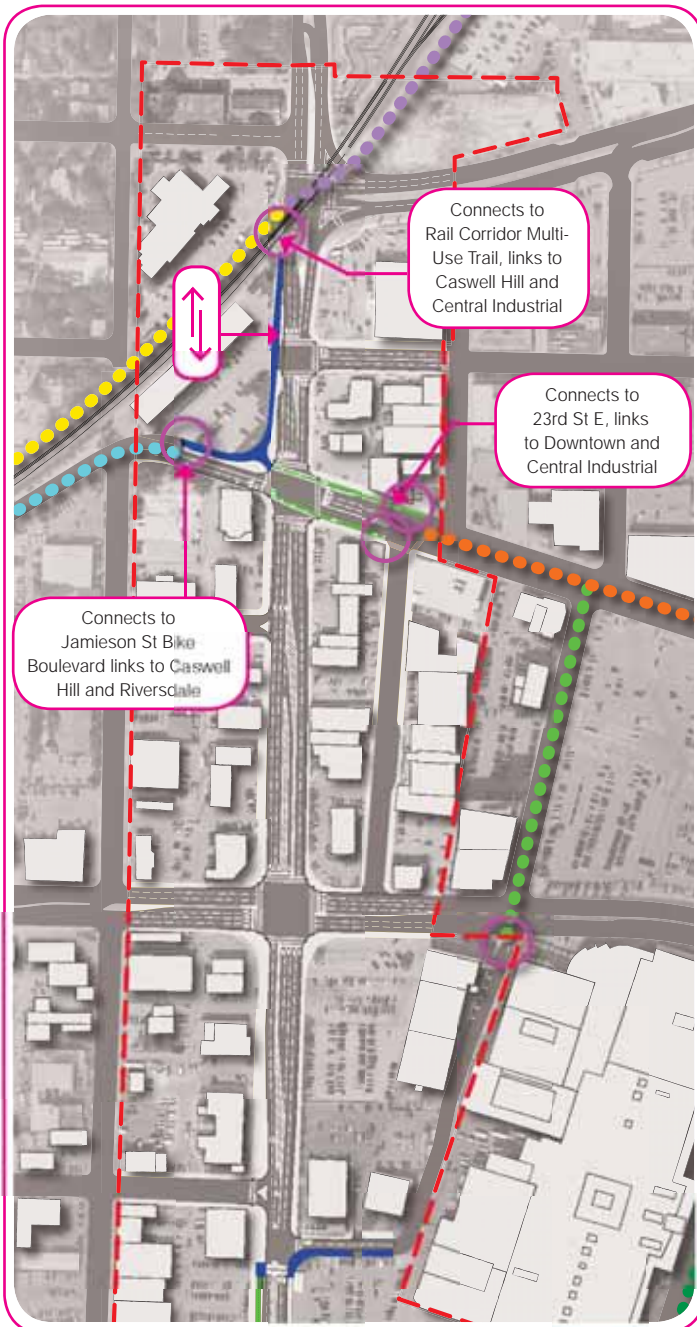 Connects to
Rail Corridor Multi-
Use Trail, links to
Caswell Hill and
Central Industrial
Connects to
23rd St E, links
to Downtown and
Central Industrial
Connects to
Jamieson St Bike
Boulevard links to Caswell
Hill and Riversdale